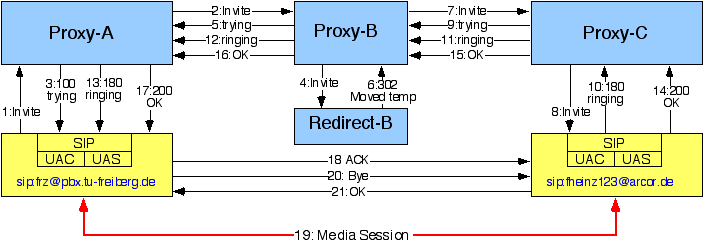 2:Invite
5:trying
12:ringing
16:OK
7:Invite
9:trying
11:ringing
15:OK
Proxy-A
Proxy-B
Proxy-C
1:Invite
3:100
trying
13:180
ringing
17:200
OK
4:Invite
6:302
Moved temp
Redirect-B
8:Invite
10:180
ringing
14:200
OK
SIP
UAC
UAS
sip:frz@pbx.tu-freiberg.de
18 ACK
20: Bye
21:OK
SIP
UAC
UAS
sip:fheinz123@arcor.de
19: Media Session